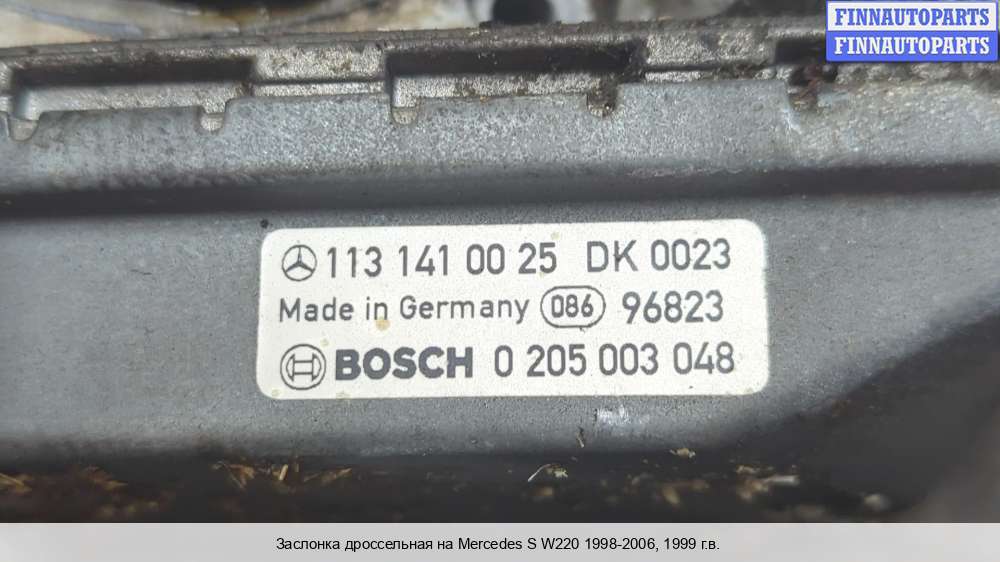 FINNAUTOPARTS
FINNAUTOPARTS
113 141 00 25 DK 0023
Made in Germany 086 96823
BOSCH 0 205 003 048
Заслонка дроссельная на Mercedes S W220 1998-2006, 1999 г.в.